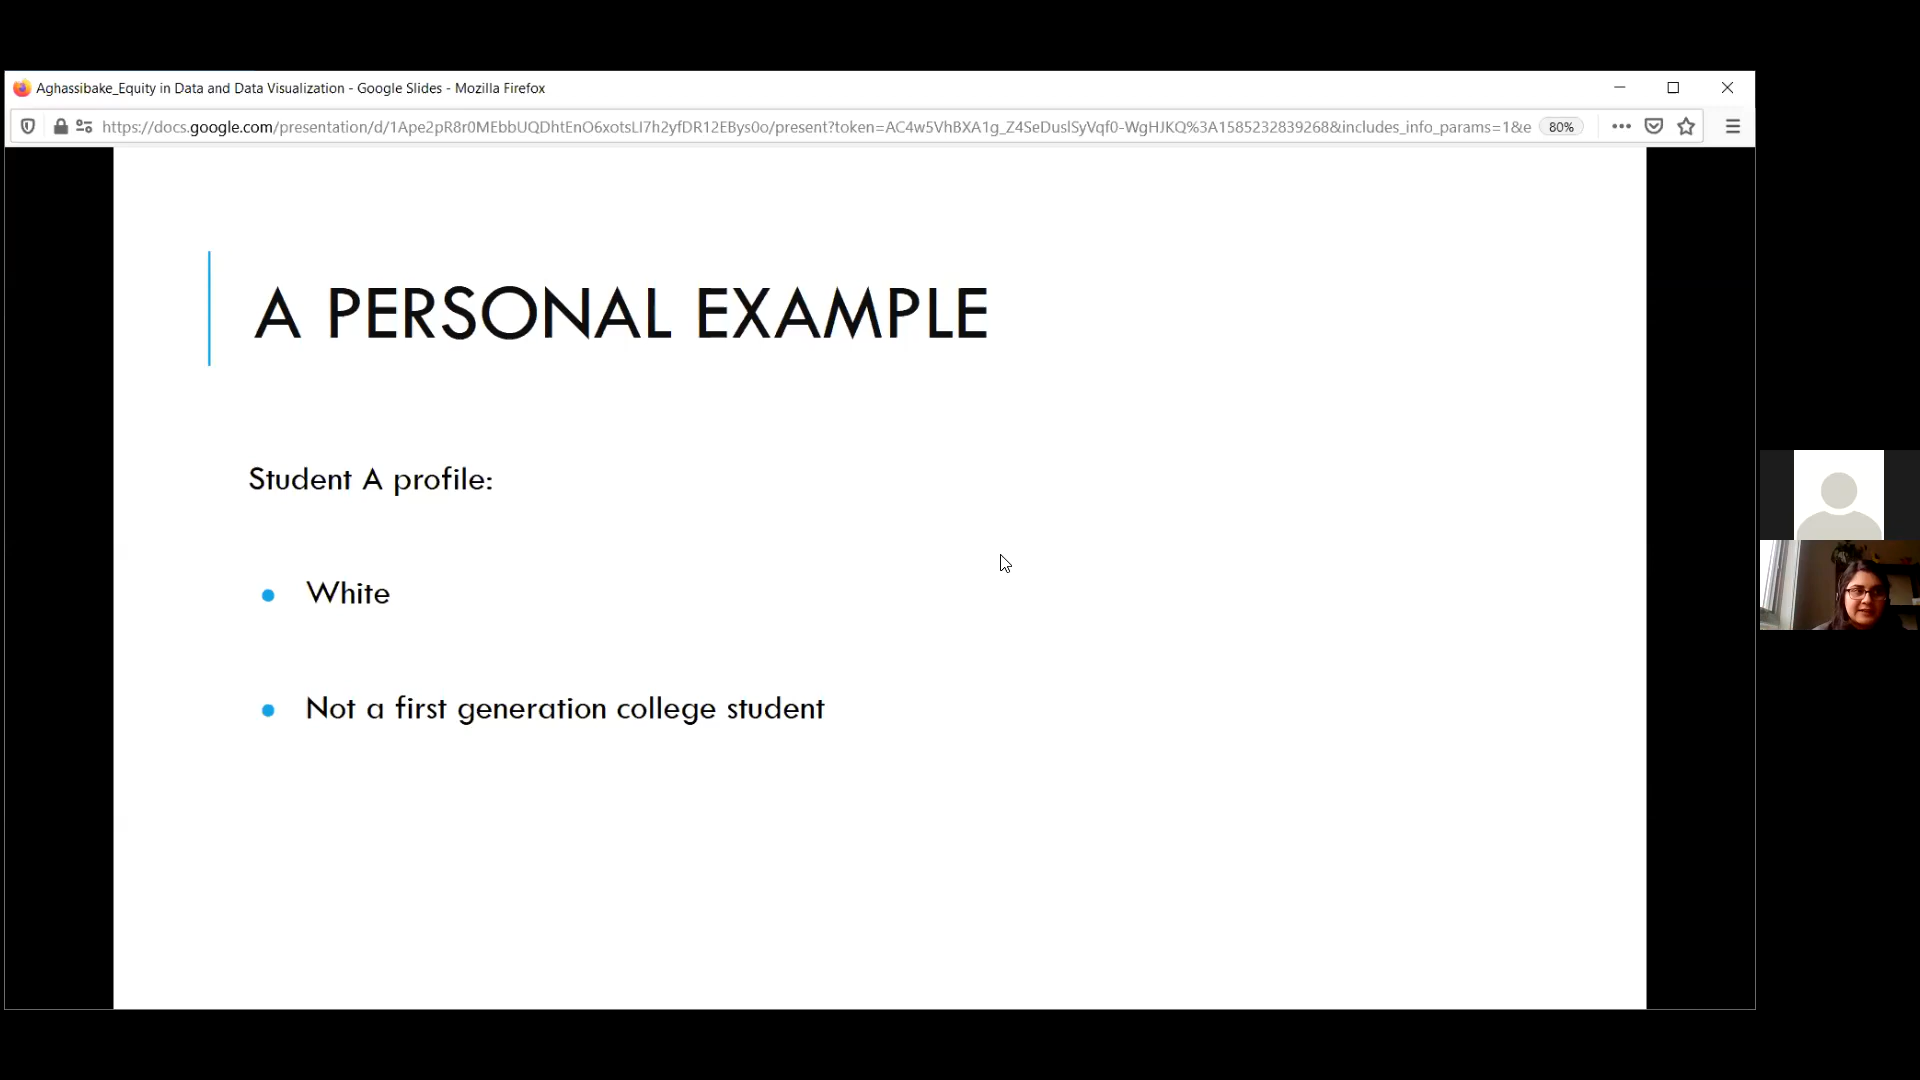 Aghassibake_Equity in Data and Data Visualization - Google Slides - Mozilla Firefox
https://docs.google.com/presentation/d/1Ape2pR8r0MEbbUQDhtEnO6xotsLI7h2yfDR12EBys0o/present?token=AC4w5VhBXA1g_Z4SeDuslSyVqf0-WgHJKQ%3A1585232839268&includes_info_params=1&e 80%
A PERSONAL EXAMPLE
Student A profile:
• White
• Not a first generation college student